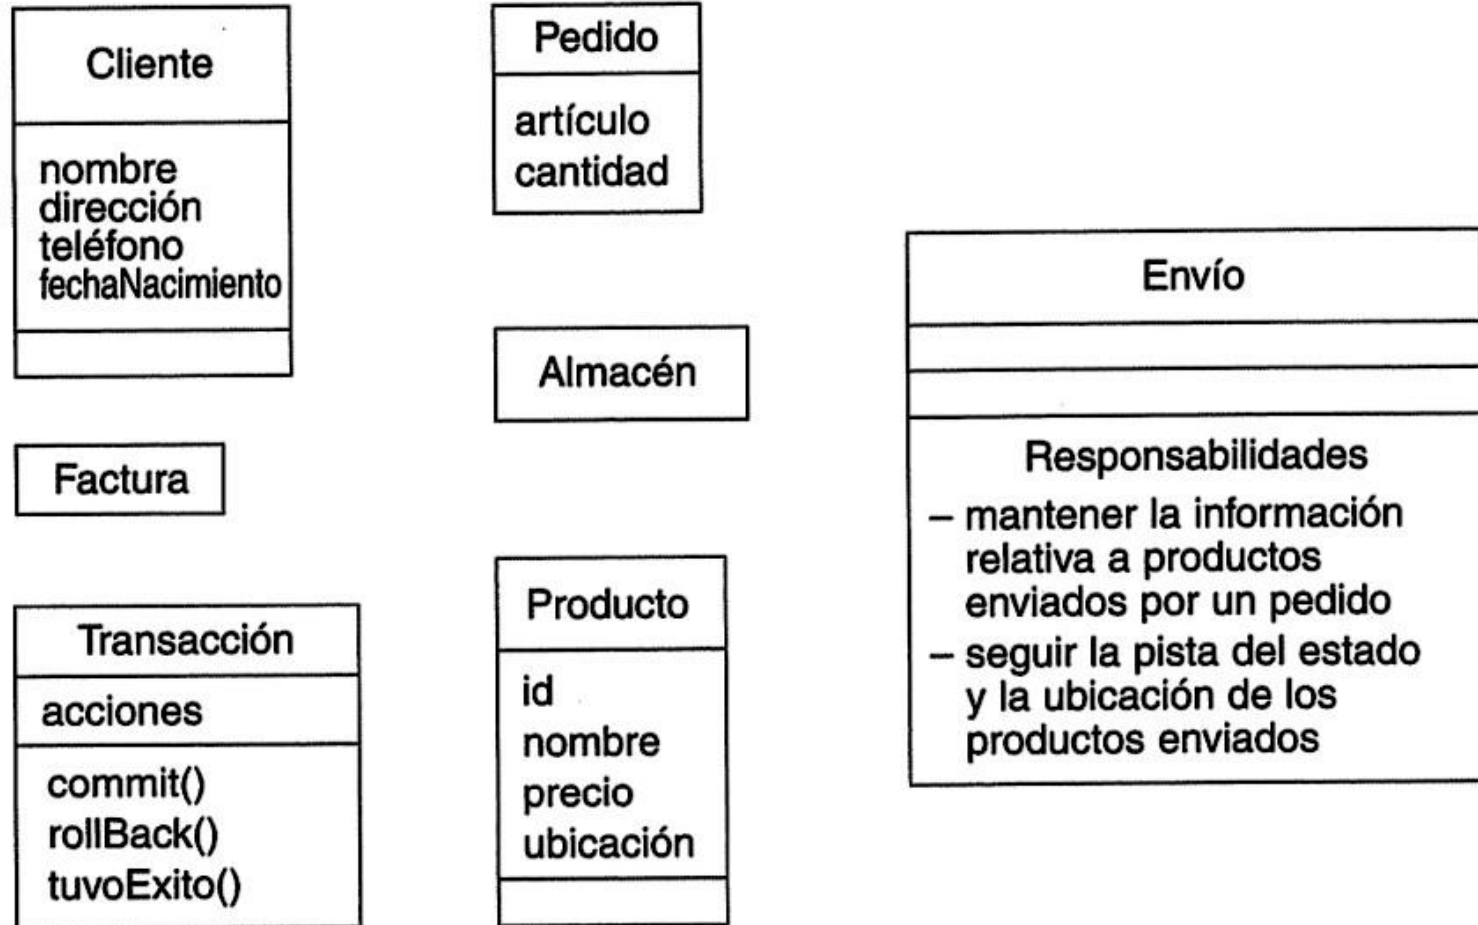 Cliente
nombre
dirección
teléfono
fechaNacimiento
Factura
Transacción
acciones
commit()
rollBack()
tuvoExito()
Pedido
artículo
cantidad
Almacén
Producto
id
nombre
precio
ubicación
Envío
Responsabilidades
– mantener la información
relativa a productos
enviados por un pedido
– seguir la pista del estado
y la ubicación de los
productos enviados